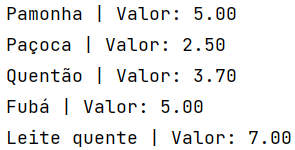 Pamonha | Valor: 5.00
Paçoca | Valor: 2.50
Quentão | Valor: 3.70
Fubá | Valor: 5.00
Leite quente | Valor: 7.00